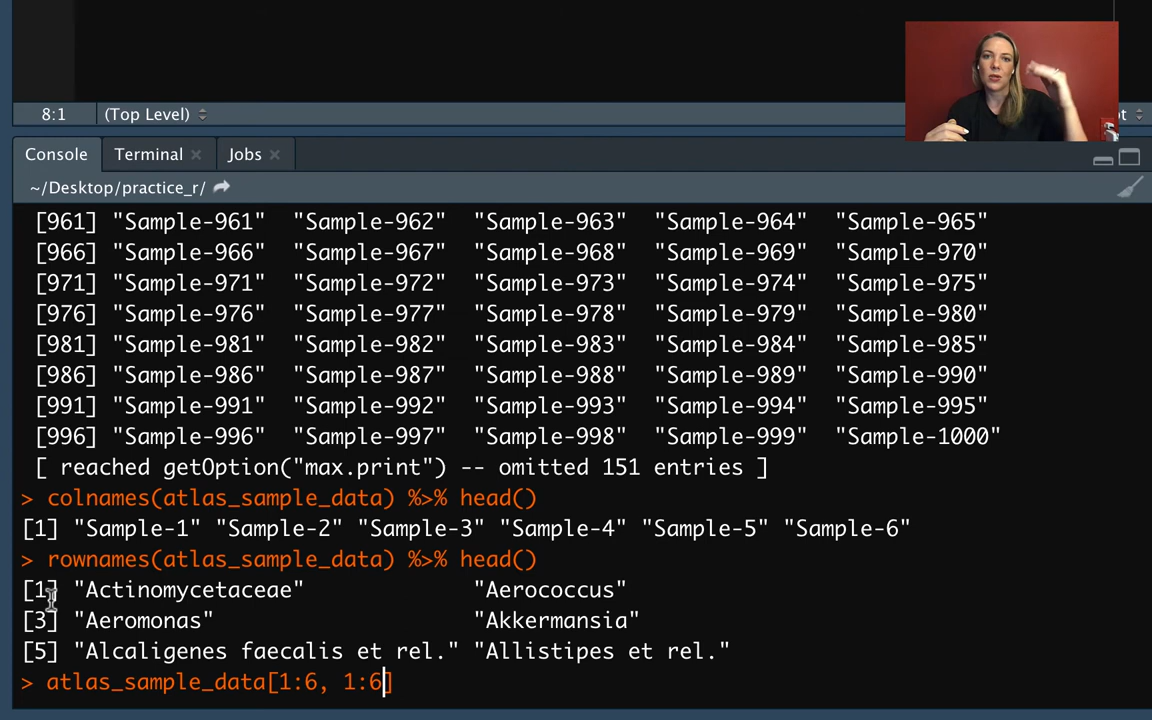 8:1 (Top Level) t
Console Terminal Jobs
~/Desktop/practice_r/
[961] "Sample-961" "Sample-962" "Sample-963" "Sample-964" "Sample-965"
[966] "Sample-966" "Sample-967" "Sample-968" "Sample-969" "Sample-970"
[971] "Sample-971" "Sample-972" "Sample-973" "Sample-974" "Sample-975"
[976] "Sample-976" "Sample-977" "Sample-978" "Sample-979" "Sample-980"
[981] "Sample-981" "Sample-982" "Sample-983" "Sample-984" "Sample-985"
[986] "Sample-986" "Sample-987" "Sample-988" "Sample-989" "Sample-990"
[991] "Sample-991" "Sample-992" "Sample-993" "Sample-994" "Sample-995"
[996] "Sample-996" "Sample-997" "Sample-998" "Sample-999" "Sample-1000"
[ reached getOption("max.print") -- omitted 151 entries ]
> colnames(atlas_sample_data) %>% head()
[1] "Sample-1" "Sample-2" "Sample-3" "Sample-4" "Sample-5" "Sample-6"
> rownames(atlas_sample_data) %>% head()
[1] "Actinomycetaceae" "Aerococcus"
[3] "Aeromonas" "Akkermansia"
[5] "Alcaligenes faecalis et rel." "Allistipes et rel."
> atlas_sample_data[1:6, 1:6]